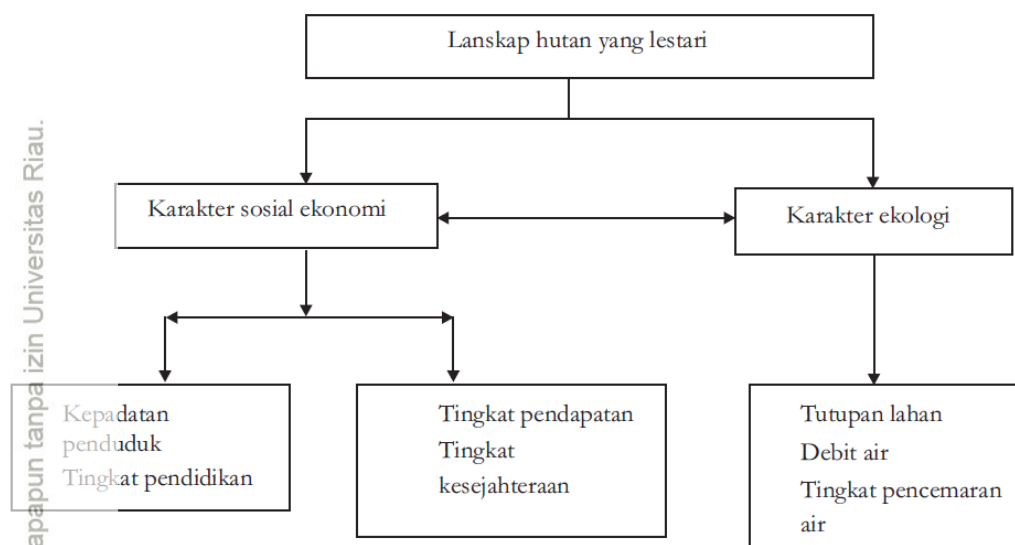 Lanskap hutan yang lestari
Karakter sosial ekonomi
Karakter ekologi
Kepadatan
penduduk
Tingkat pendidikan
Tingkat pendapatan
Tingkat
kesejahteraan
Tutupan lahan
Debit air
Tingkat pencemaran
air
apapun tanpa izin Universitas Riau.